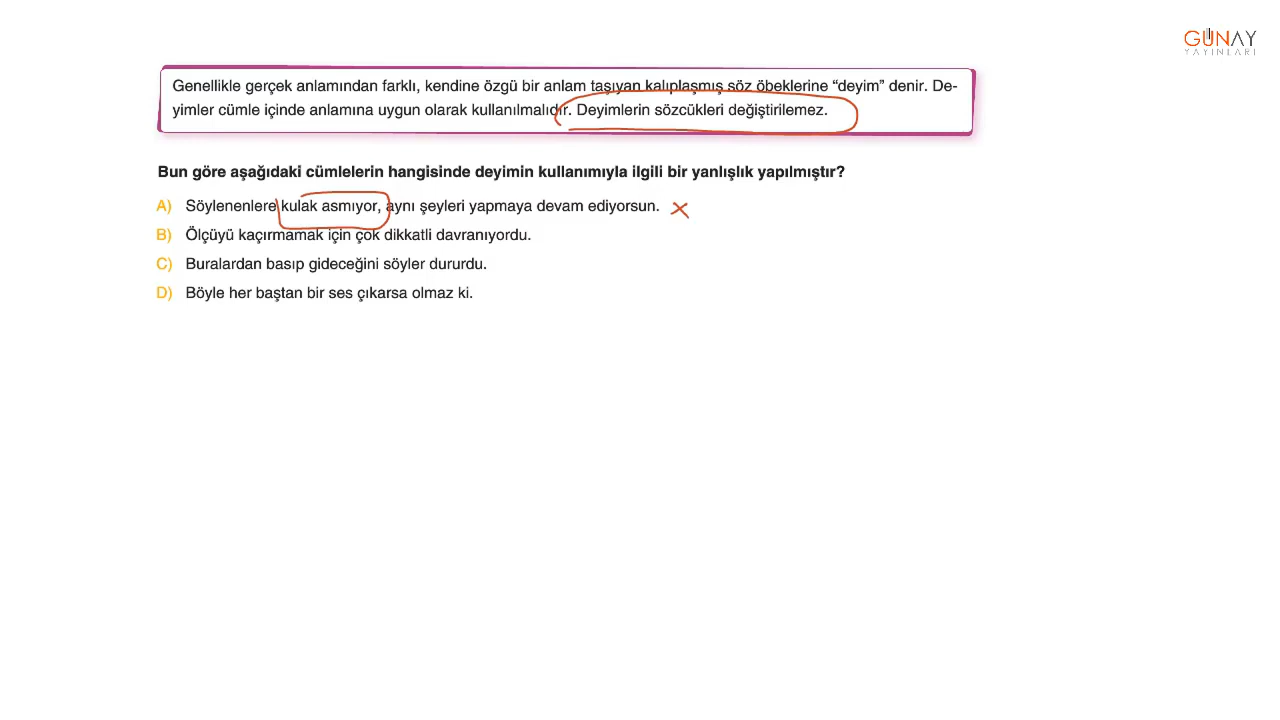 GÜNAY
YAYINLARI
Genellikle gerçek anlamından farklı, kendine özgü bir anlam taşıyan kalıplaşmış söz öbeklerine “deyim” denir. De-
yimler cümle içinde anlamına uygun olarak kullanılmalıdır. Deyimlerin sözcükleri değiştirilemez.
Bun göre aşağıdaki cümlelerin hangisinde deyimin kullanımıyla ilgili bir yanlışlık yapılmıştır?
A) Söylenenlere kulak asmıyor, aynı şeyleri yapmaya devam ediyorsun.
B) Ölçüyü kaçırmamak için çok dikkatli davranıyordu.
C) Buralardan basıp gideceğini söyler dururdu.
D) Böyle her baştan bir ses çıkarsa olmaz ki.